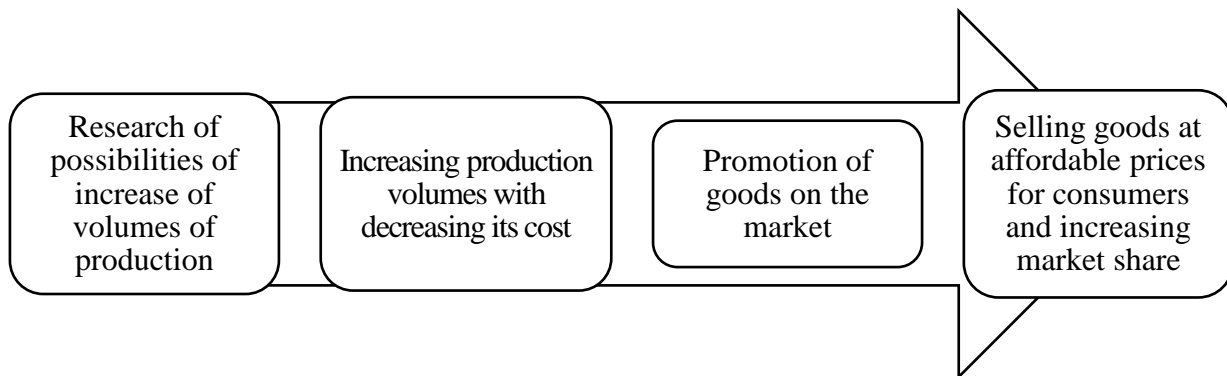 Research of
possibilities of
increase of
volumes of
production
Increasing production
volumes with
decreasing its cost
Promotion of
goods on the
market
Selling goods at
affordable prices
for consumers
and increasing
market share